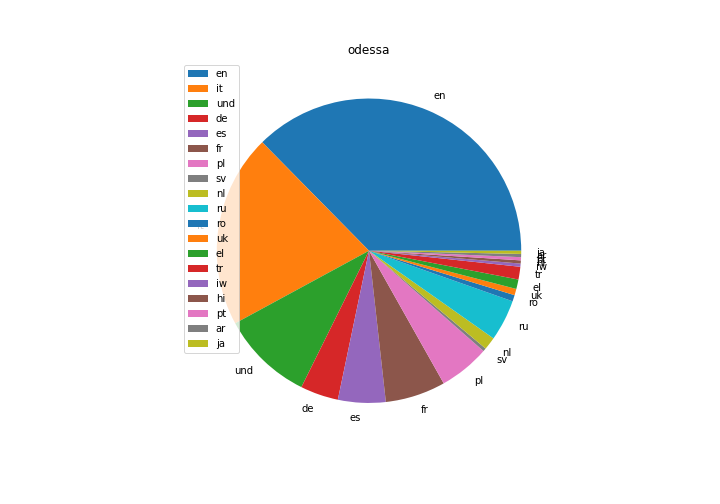 odessa
en
it
und
de
es
fr
pl
sv
nl
ru
ro
uk
el
tr
iw
hi
pt
ar
ja
en
und
de
es
fr
pl
sv
nl
ru
ro
uk
el
tr
iw
ja